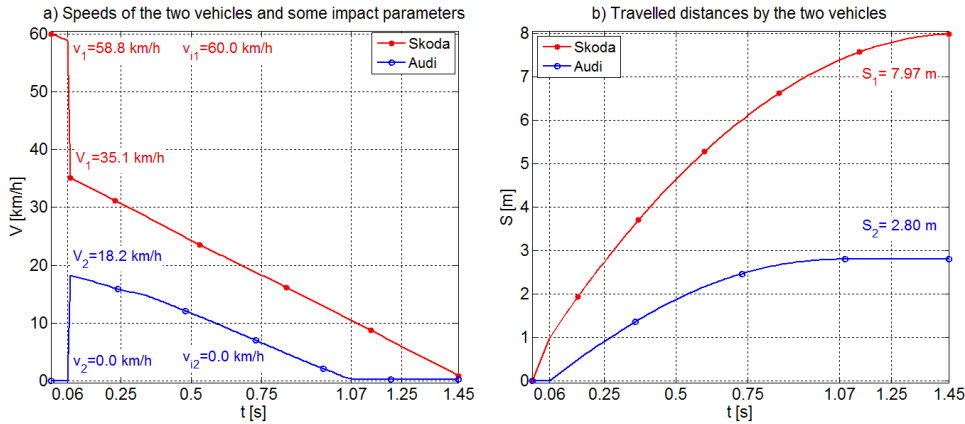 a) Speeds of the two vehicles and some impact parameters
60
v1=58.8 km/h
vi1=60.0 km/h
Skoda
Audi
50
40
V1=35.1 km/h
30
V [km/h]
20
V2=18.2 km/h
10
v2=0.0 km/h
vi2=0.0 km/h
0
0.06 0.25 0.5 0.75 1.07 1.45
t [s]
b) Travelled distances by the two vehicles
8
Skoda
Audi
S1= 7.97 m
7
6
5
4
S [m]
S2= 2.80 m
3
2
1
0
0.06 0.25 0.5 0.75 1.07 1.45
t [s]